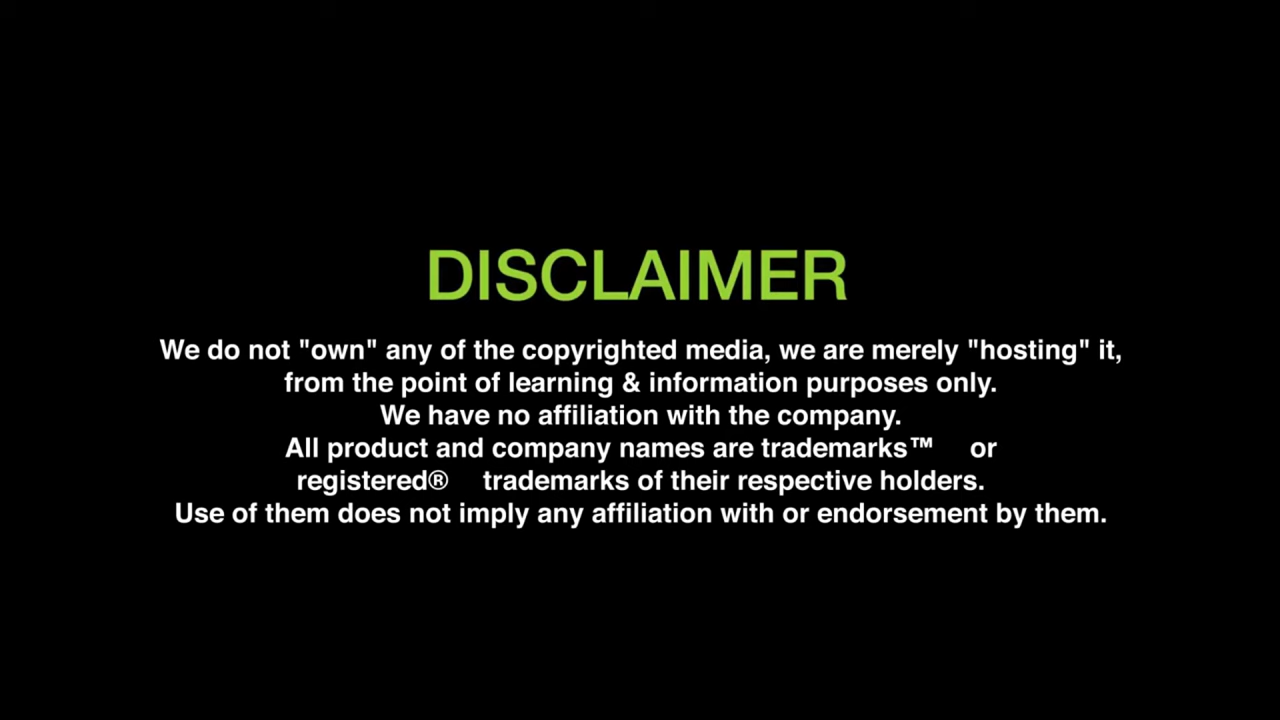 DISCLAIMER
We do not "own" any of the copyrighted media, we are merely "hosting" it,
from the point of learning & information purposes only.
We have no affiliation with the company.
All product and company names are trademarks™ or
registered® trademarks of their respective holders.
Use of them does not imply any affiliation with or endorsement by them.